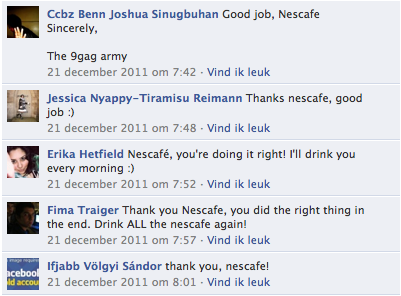 Ccbz Benn Joshua Sinugbuhan Good job, Nescafe
Sincerely,
The 9gag army
21 december 2011 om 7:42 · Vind ik leuk
Jessica Nyappy-Tiramisu Reimann Thanks nescafe, good
job :)
21 december 2011 om 7:48 · Vind ik leuk
Erika Hetfield Nescafé, you're doing it right! I'll drink you
every morning :)
21 december 2011 om 7:52 · Vind ik leuk
Fima Traiger Thank you Nescafe, you did the right thing in
the end. Drink ALL the nescafe again!
21 december 2011 om 7:57 · Vind ik leuk
Ifjabb Völgyi Sándor thank you, nescafe!
21 december 2011 om 8:01 · Vind ik leuk
acebook
old accou